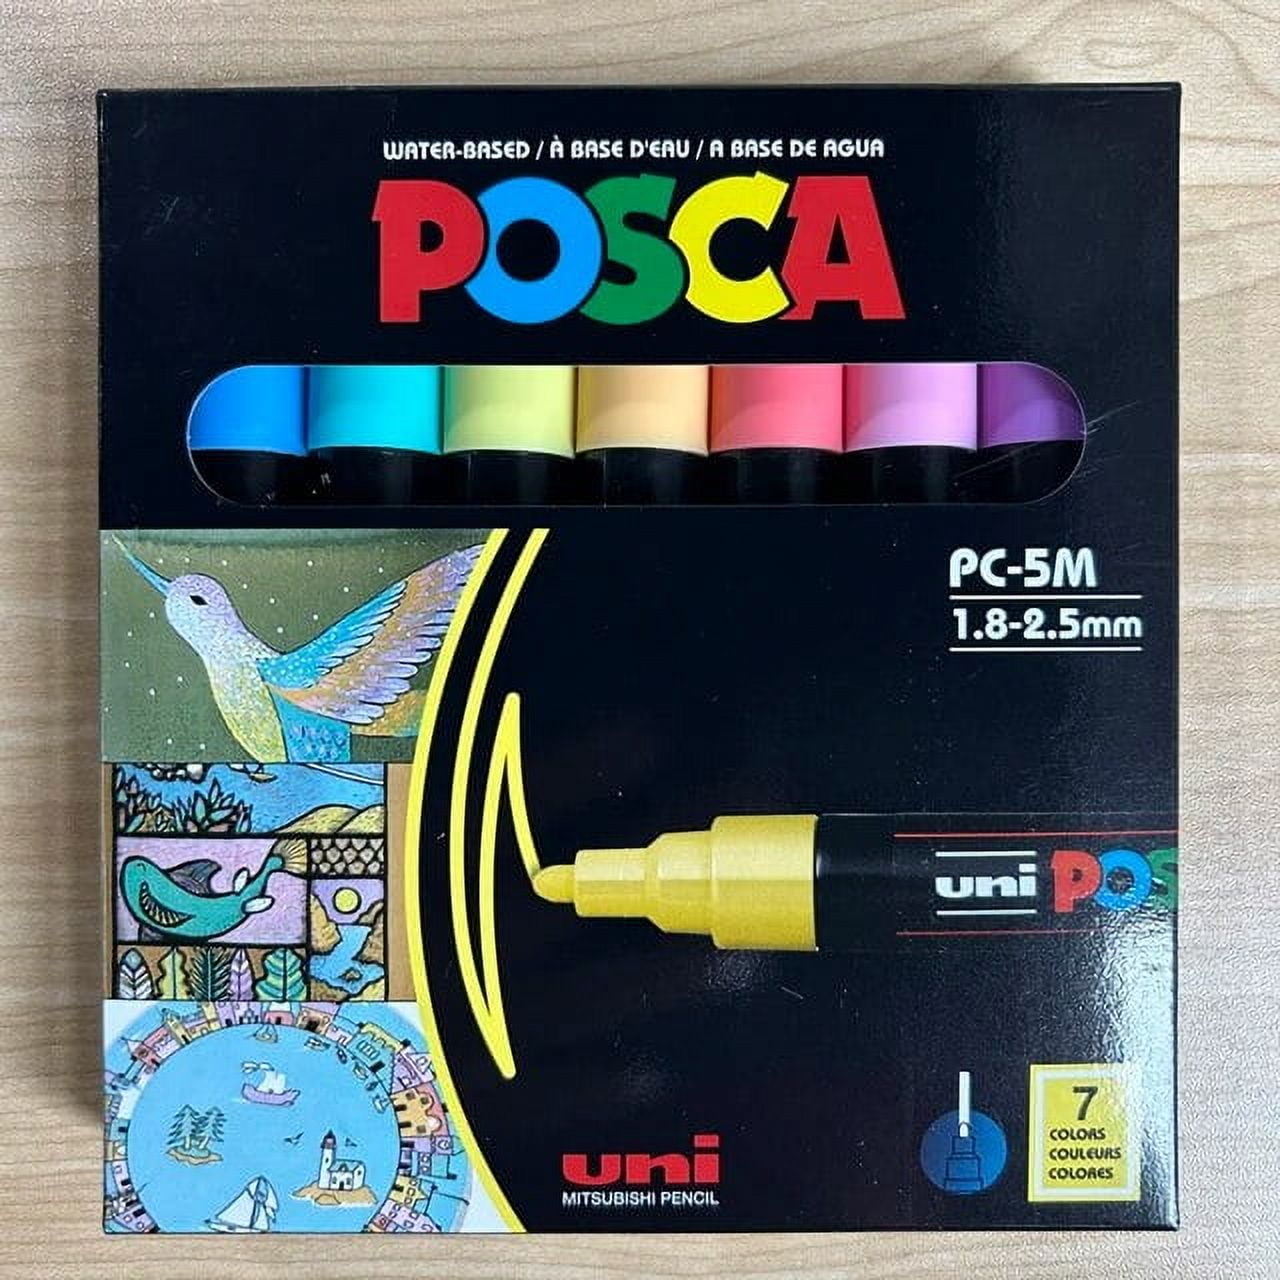 WATER-BASED / À BASE D'EAU / A BASE DE AGUA
POSCA
PC-5M
1.8-2.5mm
uni POS
7
COLORS
COULEURS
COLORES
uni
MITSUBISHI PENCIL